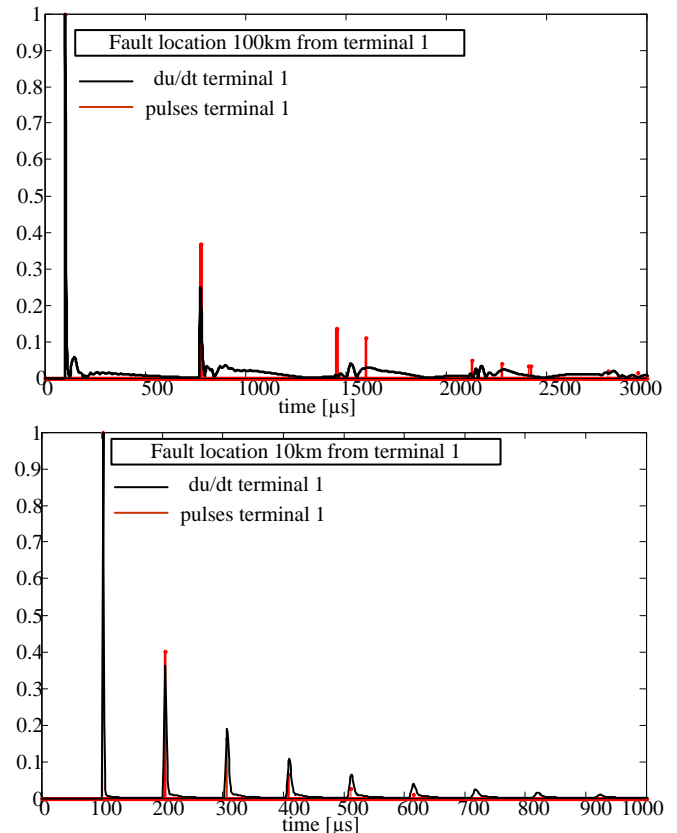 1
Fault location 100km from terminal 1
0.9
du/dt terminal 1
0.8
pulses terminal 1
0.7
0.6
0.5
0.4
0.3
0.2
0.1
0
0 500 1000 1500 2000 2500 3000
time [µs]
1
Fault location 10km from terminal 1
0.9
du/dt terminal 1
0.8
pulses terminal 1
0.7
0.6
0.5
0.4
0.3
0.2
0.1
0
0 100 200 300 400 500 600 700 800 900 1000
time [µs]